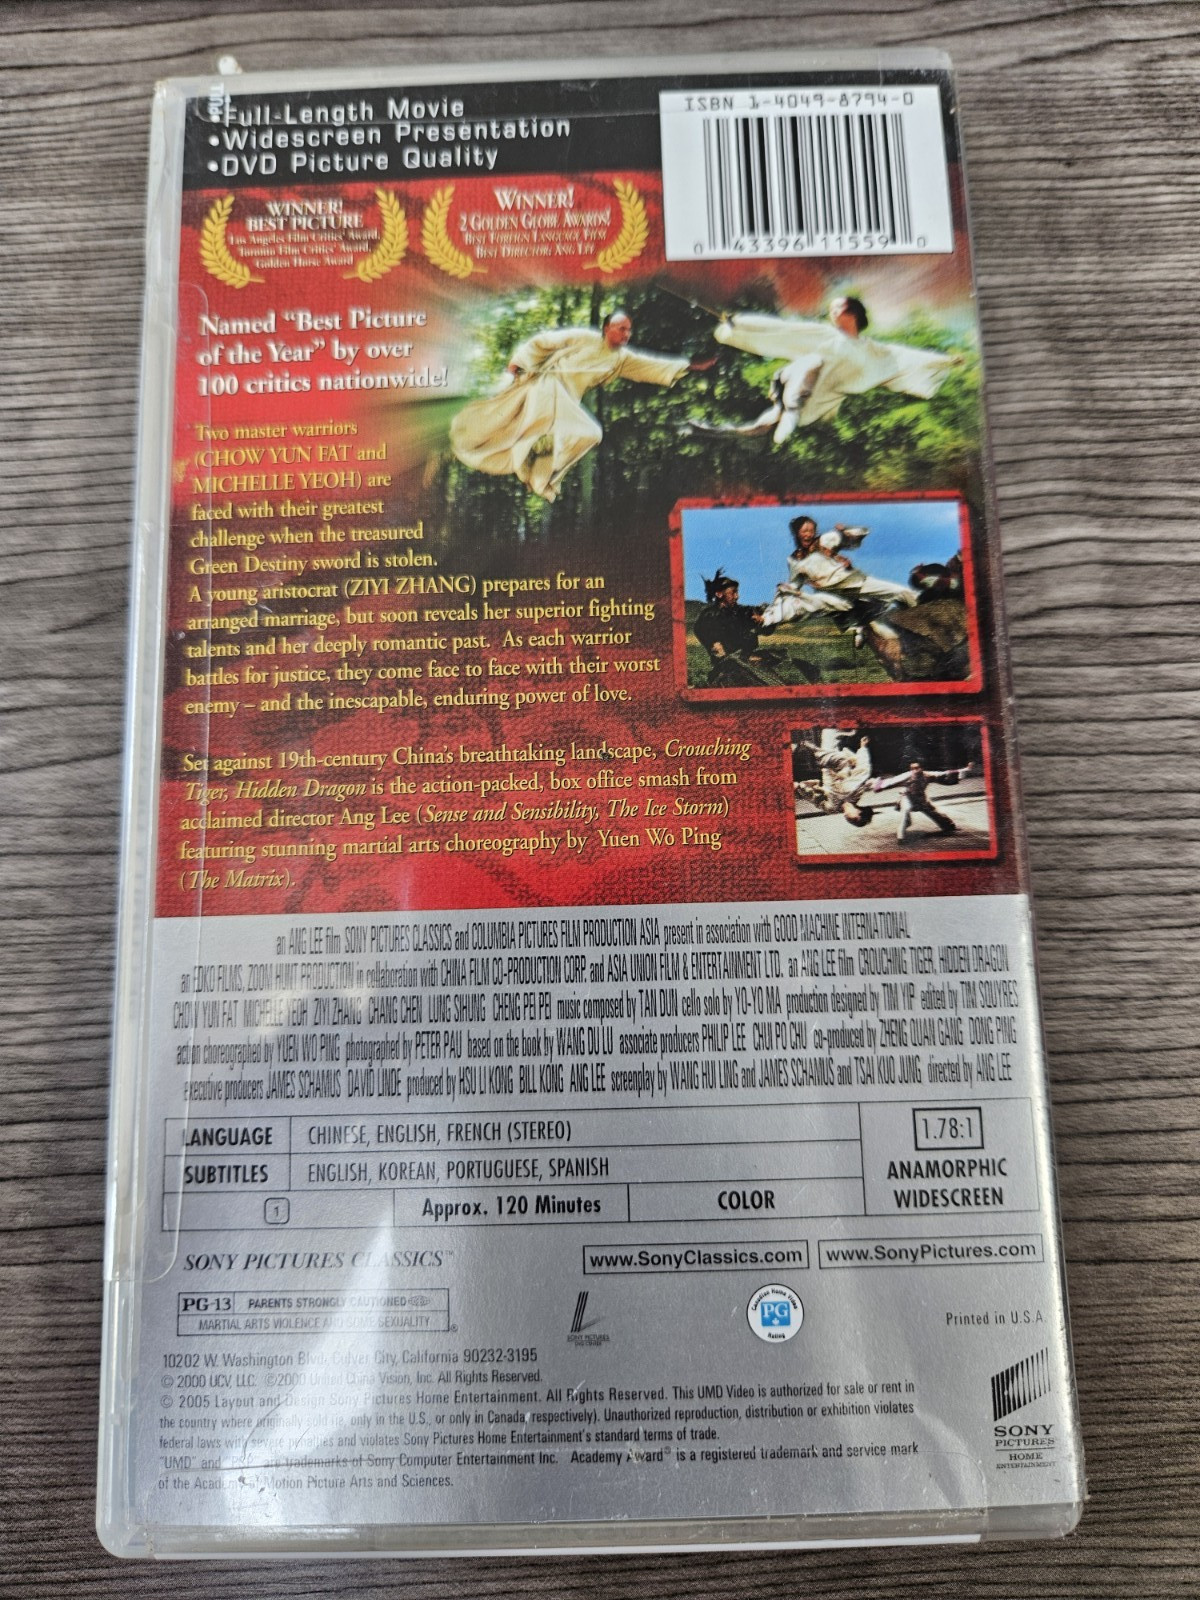 PULL
•Full-Length Movie
•Widescreen Presentation
•DVD Picture Quality
ISBN 1-4049-8794-0
0 43396 11559 0
WINNER!
BEST PICTURE
Los Angeles Film Critics' Award,
Toronto Film Critics' Award,
Golden Horse Award
WINNER!
2 GOLDEN GLOBE AWARDS!
BEST FOREIGN LANGUAGE FILM
BEST DIRECTOR: ANG LEE
Named "Best Picture
of the Year" by over
100 critics nationwide!
Two master warriors
(CHOW YUN FAT and
MICHELLE YEOH) are
faced with their greatest
challenge when the treasured
Green Destiny sword is stolen.
A young aristocrat (ZIYI ZHANG) prepares for an
arranged marriage, but soon reveals her superior fighting
talents and her deeply romantic past. As each warrior
battles for justice, they come face to face with their worst
enemy – and the inescapable, enduring power of love.
Set against 19th-century China's breathtaking landscape, Crouching
Tiger, Hidden Dragon is the action-packed, box office smash from
acclaimed director Ang Lee (Sense and Sensibility, The Ice Storm)
featuring stunning martial arts choreography by Yuen Wo Ping
(The Matrix).
an ANG LEE film SONY PICTURES CLASSICS and COLUMBIA PICTURES FILM PRODUCTION ASIA present in association with GOOD MACHINE INTERNATIONAL
an EDKO FILMS, ZOOM HUNT PRODUCTION in collaboration with CHINA FILM CO-PRODUCTION CORP. and ASIA UNION FILM & ENTERTAINMENT LTD. an ANG LEE film CROUCHING TIGER, HIDDEN DRAGON
CHOW YUN FAT MICHELLE YEOH ZIYI ZHANG CHANG CHEN LUNG SIHUNG CHENG PEI PEI music composed by TAN DUN cello solo by YO-YO MA production designed by TIM YIP edited by TIM SQUYRES
action choreographed by YUEN WO PING photographed by PETER PAU based on the book by WANG DU LU associate producers PHILIP LEE CHUI PO CHU co-produced by ZHENG QUAN GANG DONG PING
executive producers JAMES SCHAMUS DAVID LINDE produced by HSU LI KONG BILL KONG ANG LEE screenplay by WANG HUI LING and JAMES SCHAMUS and TSAI KUO JUNG directed by ANG LEE
LANGUAGE CHINESE, ENGLISH, FRENCH (STEREO)
SUBTITLES ENGLISH, KOREAN, PORTUGUESE, SPANISH
1 Approx. 120 Minutes COLOR
1.78:1
ANAMORPHIC
WIDESCREEN
SONY PICTURES CLASSICS™
www.SonyClassics.com
www.SonyPictures.com
PG-13 PARENTS STRONGLY CAUTIONED
MARTIAL ARTS VIOLENCE AND SOME SEXUALITY
®
SONY PICTURES
DVD CENTER
Canadian Home Video
PG
Rating
Printed in U.S.A.
10202 W. Washington Blvd. Culver City, California 90232-3195
© 2000 UCV, LLC. ©2000 United China Vision, Inc. All Rights Reserved.
© 2005 Layout and Design Sony Pictures Home Entertainment. All Rights Reserved. This UMD Video is authorized for sale or rent in
the country where originally sold (ie, only in the U.S., or only in Canada, respectively). Unauthorized reproduction, distribution or exhibition violates
federal laws with severe penalties and violates Sony Pictures Home Entertainment's standard terms of trade.
"UMD" and "PSP" are trademarks of Sony Computer Entertainment Inc. Academy Award® is a registered trademark and service mark
of the Academy of Motion Picture Arts and Sciences.
SONY
PICTURES
HOME
ENTERTAINMENT